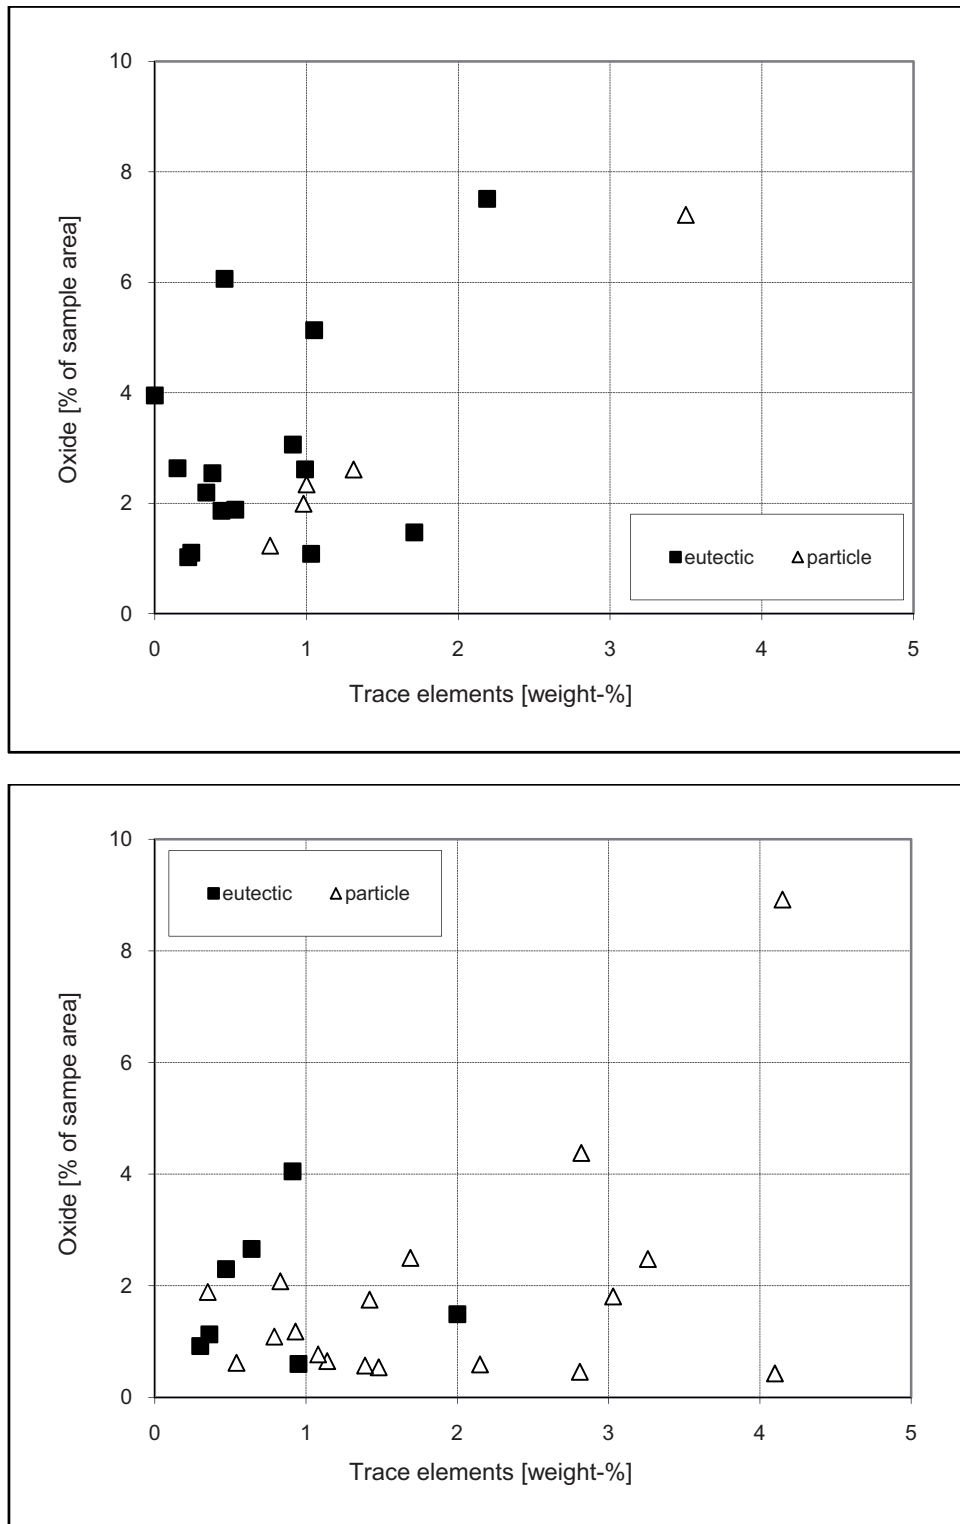 10
8
6
4
2
0
Oxide [% of sample area]
eutectic particle
0 1 2 3 4 5
Trace elements [weight-%]
10
8
6
4
2
0
Oxide [% of sampe area]
eutectic particle
0 1 2 3 4 5
Trace elements [weight-%]